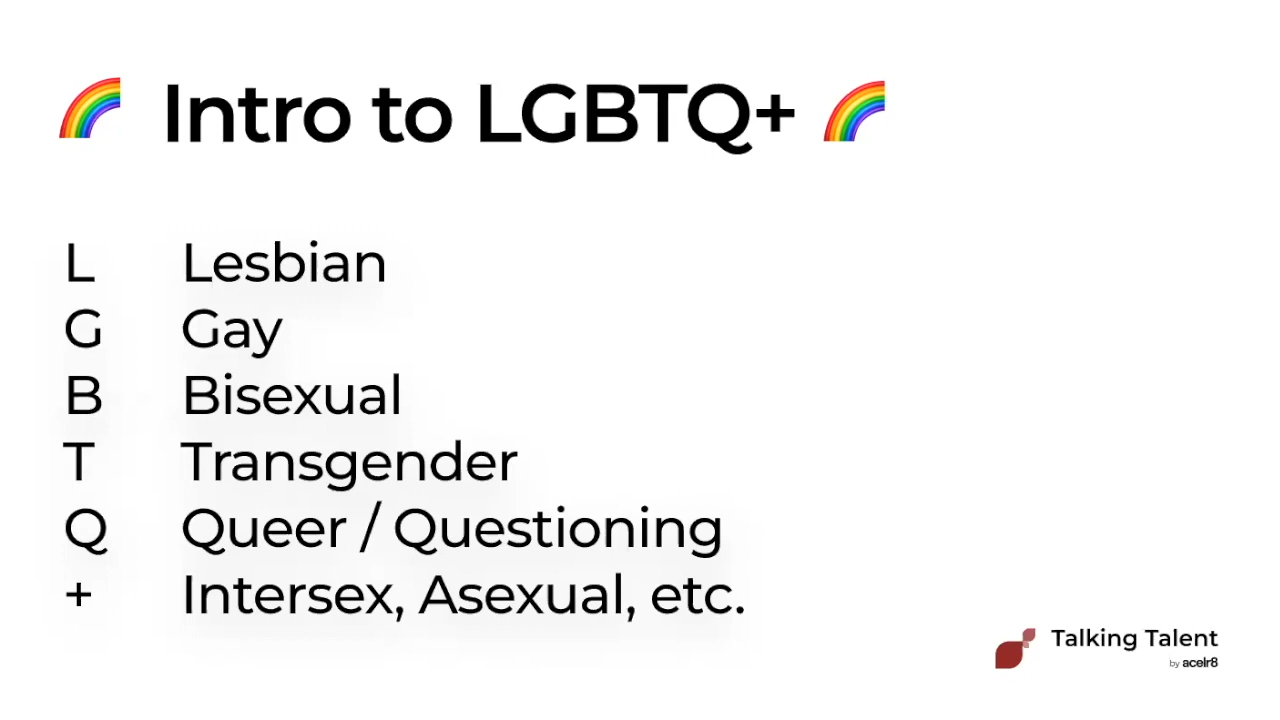 🌈 Intro to LGBTQ+ 🌈
L Lesbian
G Gay
B Bisexual
T Transgender
Q Queer / Questioning
+ Intersex, Asexual, etc.
Talking Talent
by acelr8